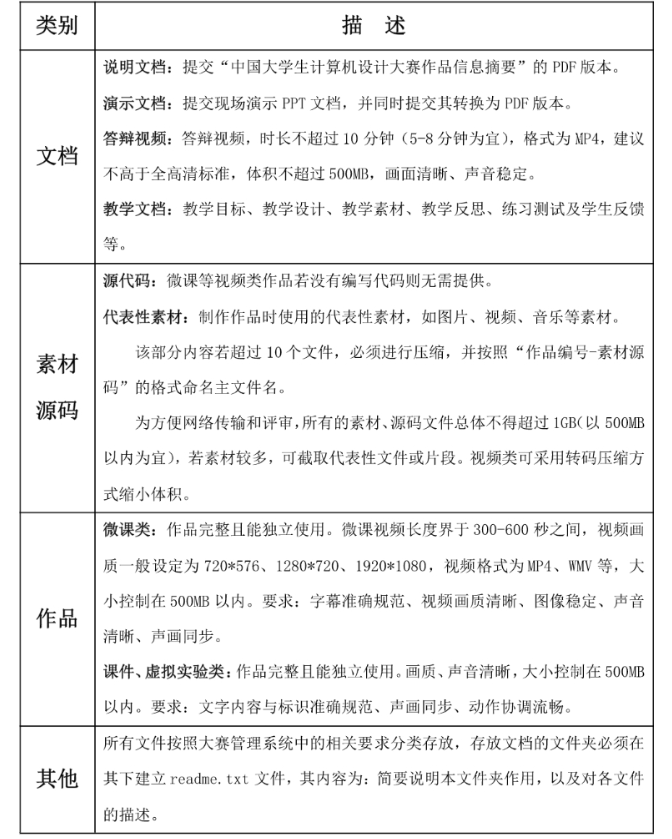 类别
描 述
文档
说明文档：提交“中国大学生计算机设计大赛作品信息摘要”的 PDF 版本。
演示文档：提交现场演示 PPT 文档，并同时提交其转换为 PDF 版本。
答辩视频：答辩视频，时长不超过 10 分钟（5-8 分钟为宜），格式为 MP4，建议
不高于全高清标准，体积不超过 500MB，画面清晰、声音稳定。
教学文档：教学目标、教学设计、教学素材、教学反思、练习测试及学生反馈
等。
素材
源码
源代码：微课等视频类作品若没有编写代码则无需提供。
代表性素材：制作作品时使用的代表性素材，如图片、视频、音乐等素材。
该部分内容若超过 10 个文件，必须进行压缩，并按照“作品编号-素材源
码”的格式命名主文件名。
为方便网络传输和评审，所有的素材、源码文件总体不得超过 1GB（以 500MB
以内为宜），若素材较多，可截取代表性文件或片段。视频类可采用转码压缩方
式缩小体积。
作品
微课类：作品完整且能独立使用。微课视频长度界于 300-600 秒之间，视频画
质一般设定为 720*576、1280*720、1920*1080，视频格式为 MP4、WMV 等，大
小控制在 500MB 以内。要求：字幕准确规范、视频画质清晰、图像稳定、声音
清晰、声画同步。
课件、虚拟实验类：作品完整且能独立使用。画质、声音清晰，大小控制在 500MB
以内。要求：文字内容与标识准确规范、声画同步、动作协调流畅。
其他
所有文件按照大赛管理系统中的相关要求分类存放，存放文档的文件夹必须在
其下建立 readme.txt 文件，其内容为：简要说明本文件夹作用，以及对各文件
的描述。